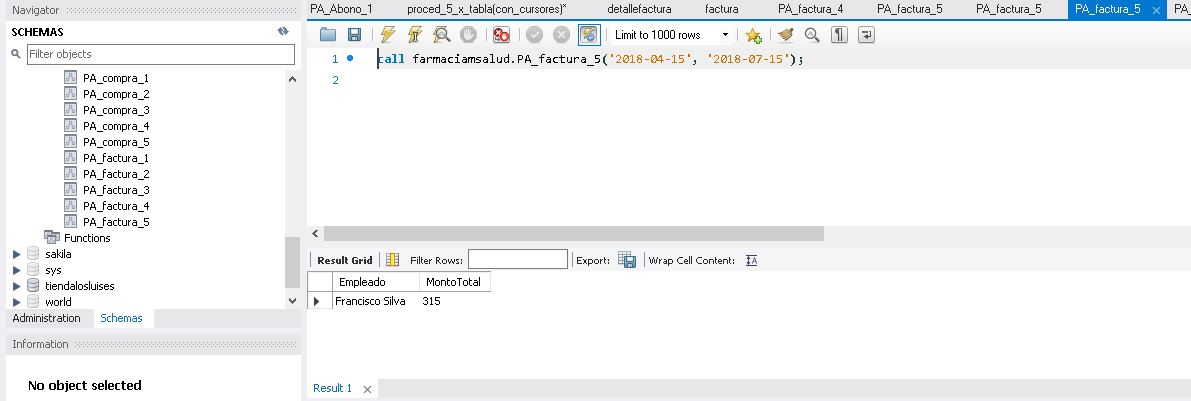 Navigator
SCHEMAS
Filter objects
PA_compra_1
PA_compra_2
PA_compra_3
PA_compra_4
PA_compra_5
PA_factura_1
PA_factura_2
PA_factura_3
PA_factura_4
PA_factura_5
Functions
sakila
sys
tiendalosluises
world
Administration Schemas
Information
No object selected
PA_Abono_1 proced_5_x_tabla(con_cursores)* detallefactura factura PA_factura_4 PA_factura_5 PA_factura_5 PA_factura_5 PA_
Limit to 1000 rows
1 call farmaciamsalud.PA_factura_5('2018-04-15', '2018-07-15');
2
Result Grid Filter Rows: Export: Wrap Cell Content: IA
Empleado MontoTotal
Francisco Silva 315
Result 1